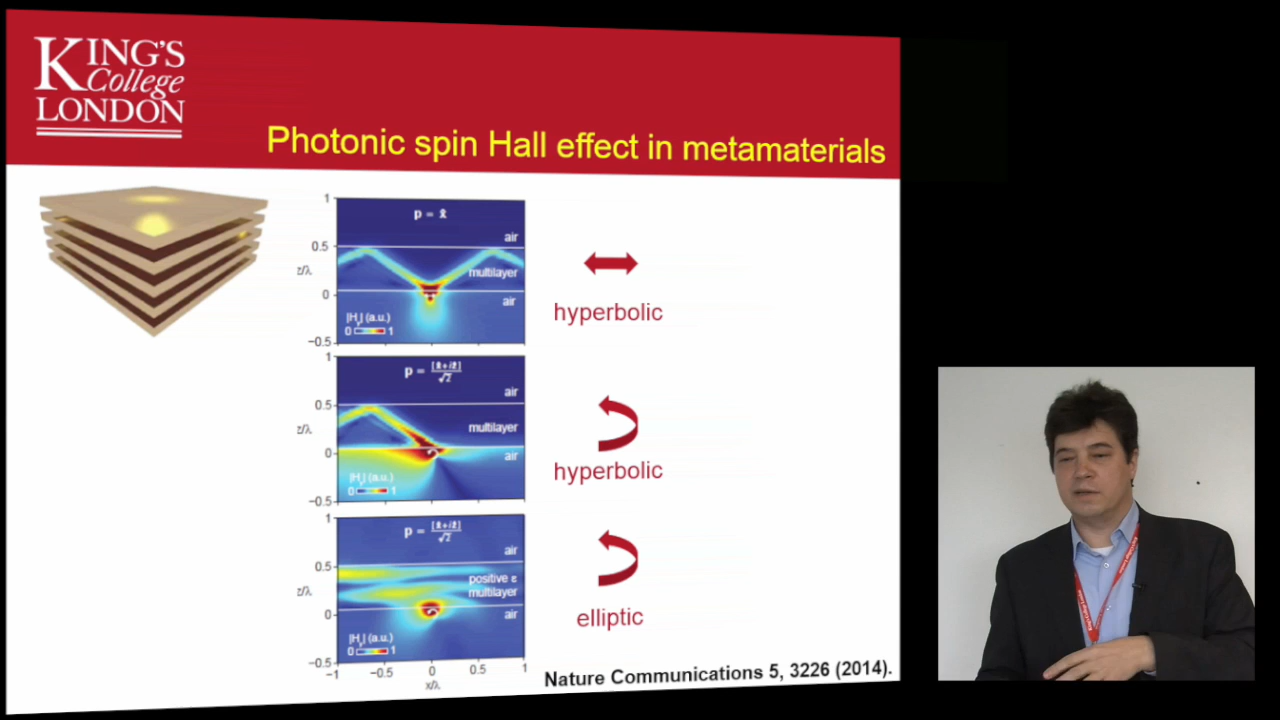 KING'S
College
LONDON
Photonic spin Hall effect in metamaterials
1
0.5
z/λ
0
−0.5
p = x̂
air
multilayer
air
|Hy| (a.u.)
0 1
hyperbolic
1
0.5
z/λ
0
−0.5
p = [x̂+iẑ]/√2
air
multilayer
air
|Hy| (a.u.)
0 1
hyperbolic
1
0.5
z/λ
0
−0.5
p = [x̂+iẑ]/√2
air
positive ε
multilayer
air
|Hy| (a.u.)
0 1
elliptic
−1 −0.5 0 0.5 1
x/λ
Nature Communications 5, 3226 (2014).